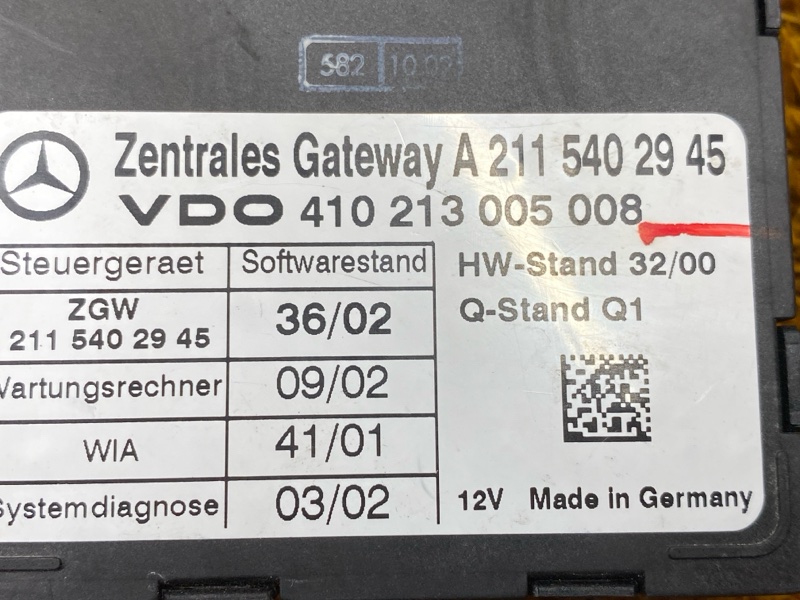 582 10.02
Zentrales Gateway A 211 540 29 45
VDO 410 213 005 008
Steuergeraet Softwarestand
ZGW
211 540 29 45 36/02
Wartungsrechner 09/02
WIA 41/01
Systemdiagnose 03/02
HW-Stand 32/00
Q-Stand Q1
12V Made in Germany